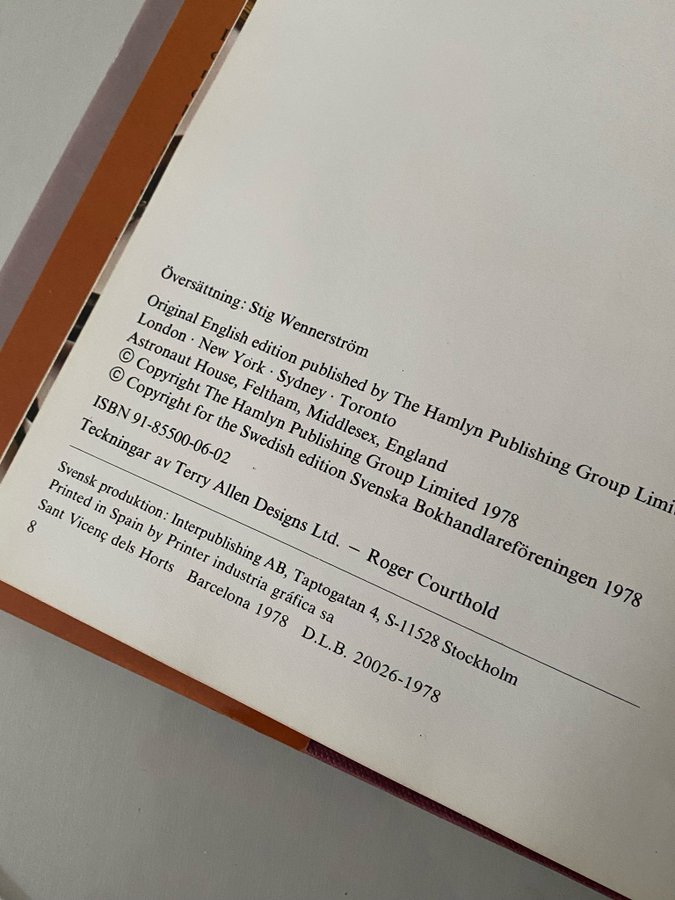 Översättning: Stig Wennerström
Original English edition published by The Hamlyn Publishing Group
London · New York · Sydney · Toronto
Astronaut House, Feltham, Middlesex, England
© Copyright The Hamlyn Publishing Group Limited 1978
© Copyright for the Swedish edition Svenska Bokhandlareföreningen 1978
ISBN 91-85500-06-02
Teckningar av Terry Allen Designs Ltd. – Roger Courthold
Svensk produktion: Interpublishing AB, Taptogatan 4, S-11528 Stockholm
Printed in Spain by Printer industria gráfica sa
Sant Vicenç dels Horts Barcelona 1978 D.L.B. 20026-1978
8